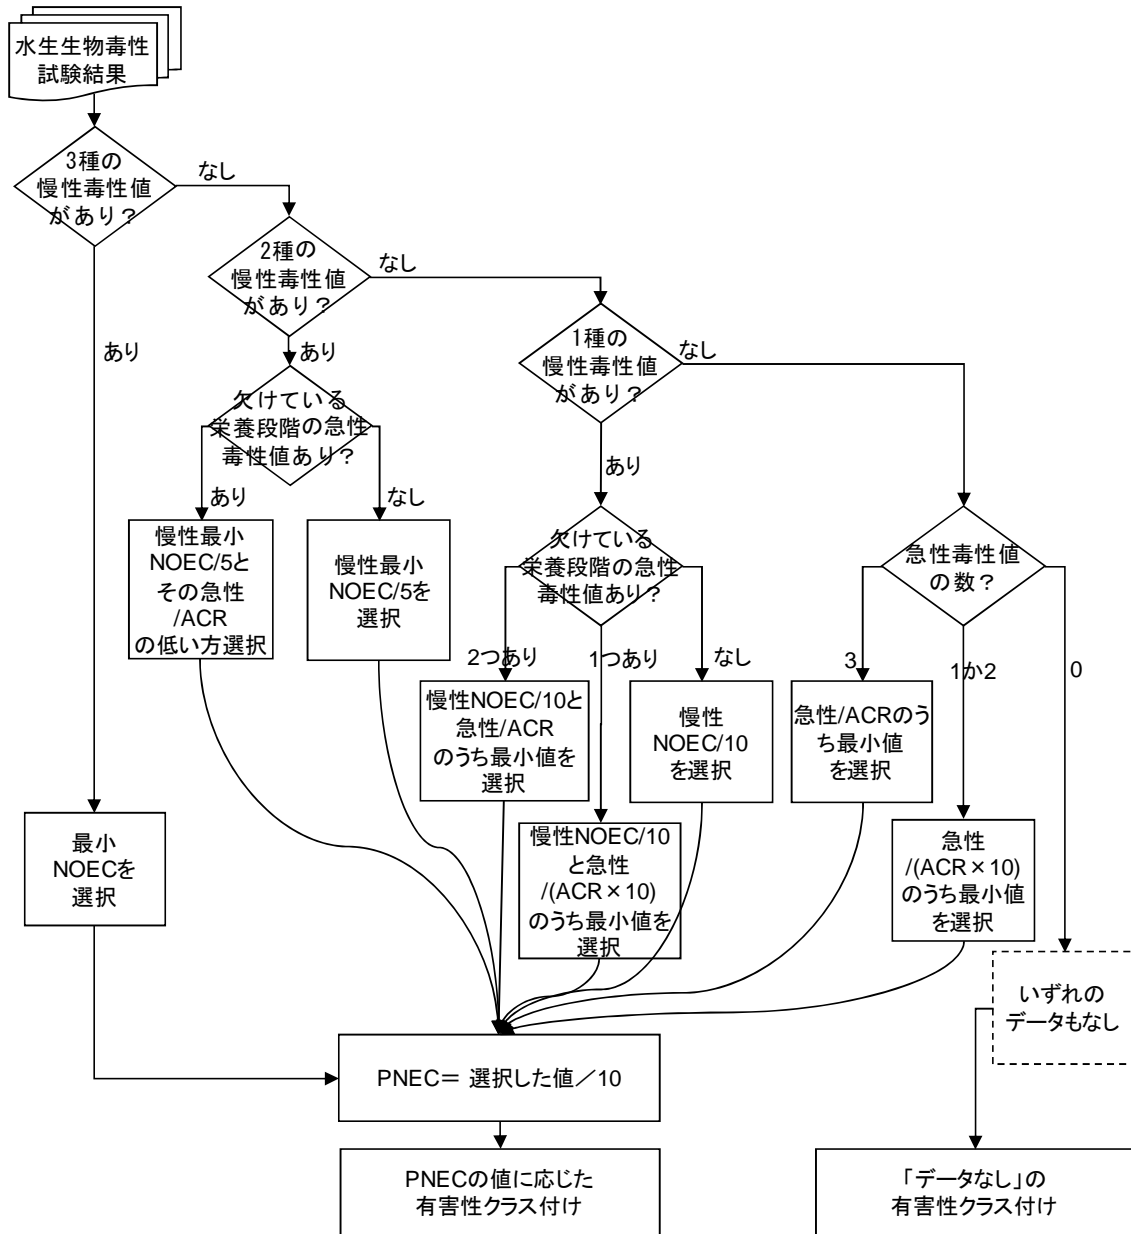 水生生物毒性
試験結果
3種の
慢性毒性値
があり？
なし
あり
2種の
慢性毒性値
があり？
なし
あり
1種の
慢性毒性値
があり？
なし
あり
欠けている
栄養段階の急性
毒性値あり？
あり
なし
慢性最小
NOEC/5と
その急性
/ACR
の低い方選択
慢性最小
NOEC/5を
選択
欠けている
栄養段階の急性
毒性値あり？
2つあり
1つあり
なし
急性毒性値
の数？
3
1か2
0
慢性NOEC/10と
急性/ACR
のうち最小値を
選択
慢性
NOEC/10
を選択
急性/ACRのう
ち最小値
を選択
最小
NOECを
選択
慢性NOEC/10
と急性
/(ACR×10)
のうち最小値を
選択
急性
/(ACR×10)
のうち最小値
を選択
いずれの
データもなし
PNEC＝ 選択した値／10
PNECの値に応じた
有害性クラス付け
「データなし」の
有害性クラス付け